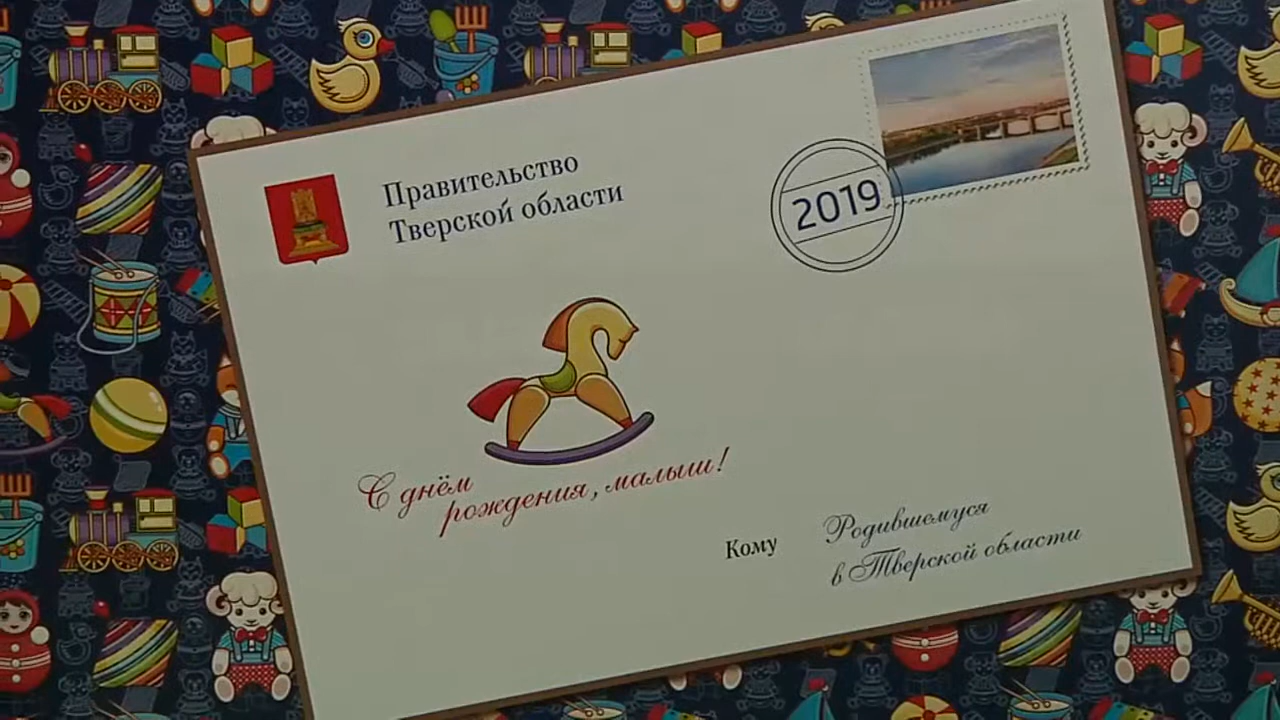 Правительство
Тверской области
2019
С днём
рождения, малыш!
Кому
Родившемуся
в Тверской области